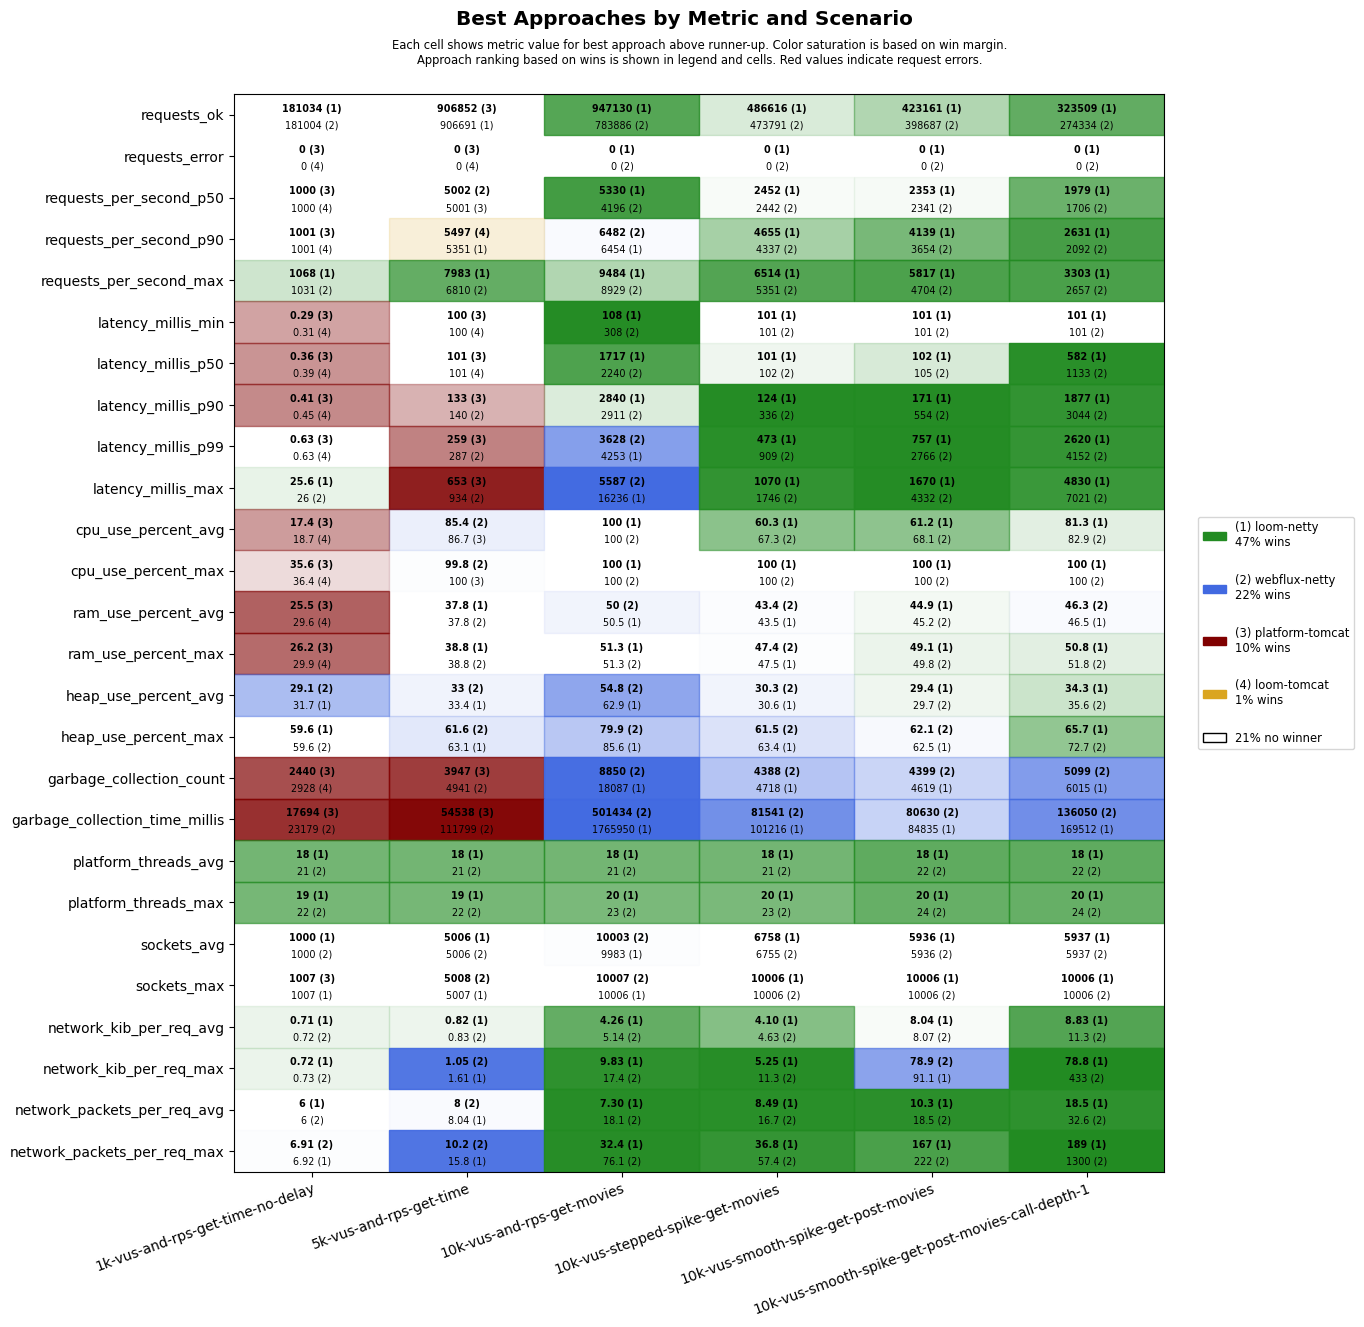 Best Approaches by Metric and Scenario
Each cell shows metric value for best approach above runner-up. Color saturation is based on win margin.
Approach ranking based on wins is shown in legend and cells. Red values indicate request errors.
requests_ok
181034 (1) 906852 (3) 947130 (1) 486616 (1) 423161 (1) 323509 (1)
181004 (2) 906691 (1) 783886 (2) 473791 (2) 398687 (2) 274334 (2)
requests_error
0 (3) 0 (3) 0 (1) 0 (1) 0 (1) 0 (1)
0 (4) 0 (4) 0 (2) 0 (2) 0 (2) 0 (2)
requests_per_second_p50
1000 (3) 5002 (2) 5330 (1) 2452 (1) 2353 (1) 1979 (1)
1000 (4) 5001 (3) 4196 (2) 2442 (2) 2341 (2) 1706 (2)
requests_per_second_p90
1001 (3) 5497 (4) 6482 (2) 4655 (1) 4139 (1) 2631 (1)
1001 (4) 5351 (1) 6454 (1) 4337 (2) 3654 (2) 2092 (2)
requests_per_second_max
1068 (1) 7983 (1) 9484 (1) 6514 (1) 5817 (1) 3303 (1)
1031 (2) 6810 (2) 8929 (2) 5351 (2) 4704 (2) 2657 (2)
latency_millis_min
0.29 (3) 100 (3) 108 (1) 101 (1) 101 (1) 101 (1)
0.31 (4) 100 (4) 308 (2) 101 (2) 101 (2) 101 (2)
latency_millis_p50
0.36 (3) 101 (3) 1717 (1) 101 (1) 102 (1) 582 (1)
0.39 (4) 101 (4) 2240 (2) 102 (2) 105 (2) 1133 (2)
latency_millis_p90
0.41 (3) 133 (3) 2840 (1) 124 (1) 171 (1) 1877 (1)
0.45 (4) 140 (2) 2911 (2) 336 (2) 554 (2) 3044 (2)
latency_millis_p99
0.63 (3) 259 (3) 3628 (2) 473 (1) 757 (1) 2620 (1)
0.63 (4) 287 (2) 4253 (1) 909 (2) 2766 (2) 4152 (2)
latency_millis_max
25.6 (1) 653 (3) 5587 (2) 1070 (1) 1670 (1) 4830 (1)
26 (2) 934 (2) 16236 (1) 1746 (2) 4332 (2) 7021 (2)
cpu_use_percent_avg
17.4 (3) 85.4 (2) 100 (1) 60.3 (1) 61.2 (1) 81.3 (1)
18.7 (4) 86.7 (3) 100 (2) 67.3 (2) 68.1 (2) 82.9 (2)
cpu_use_percent_max
35.6 (3) 99.8 (2) 100 (1) 100 (1) 100 (1) 100 (1)
36.4 (4) 100 (3) 100 (2) 100 (2) 100 (2) 100 (2)
ram_use_percent_avg
25.5 (3) 37.8 (1) 50 (2) 43.4 (2) 44.9 (1) 46.3 (2)
29.6 (4) 37.8 (2) 50.5 (1) 43.5 (1) 45.2 (2) 46.5 (1)
ram_use_percent_max
26.2 (3) 38.8 (1) 51.3 (1) 47.4 (2) 49.1 (1) 50.8 (1)
29.9 (4) 38.8 (2) 51.3 (2) 47.5 (1) 49.8 (2) 51.8 (2)
heap_use_percent_avg
29.1 (2) 33 (2) 54.8 (2) 30.3 (2) 29.4 (1) 34.3 (1)
31.7 (1) 33.4 (1) 62.9 (1) 30.6 (1) 29.7 (2) 35.6 (2)
heap_use_percent_max
59.6 (1) 61.6 (2) 79.9 (2) 61.5 (2) 62.1 (2) 65.7 (1)
59.6 (2) 63.1 (1) 85.6 (1) 63.4 (1) 62.5 (1) 72.7 (2)
garbage_collection_count
2440 (3) 3947 (3) 8850 (2) 4388 (2) 4399 (2) 5099 (2)
2928 (4) 4941 (2) 18087 (1) 4718 (1) 4619 (1) 6015 (1)
garbage_collection_time_millis
17694 (3) 54538 (3) 501434 (2) 81541 (2) 80630 (2) 136050 (2)
23179 (2) 111799 (2) 1765950 (1) 101216 (1) 84835 (1) 169512 (1)
platform_threads_avg
18 (1) 18 (1) 18 (1) 18 (1) 18 (1) 18 (1)
21 (2) 21 (2) 21 (2) 21 (2) 22 (2) 22 (2)
platform_threads_max
19 (1) 19 (1) 20 (1) 20 (1) 20 (1) 20 (1)
22 (2) 22 (2) 23 (2) 23 (2) 24 (2) 24 (2)
sockets_avg
1000 (1) 5006 (1) 10003 (2) 6758 (1) 5936 (1) 5937 (1)
1000 (2) 5006 (2) 9983 (1) 6755 (2) 5936 (2) 5937 (2)
sockets_max
1007 (3) 5008 (2) 10007 (2) 10006 (1) 10006 (1) 10006 (1)
1007 (1) 5007 (1) 10006 (1) 10006 (2) 10006 (2) 10006 (2)
network_kib_per_req_avg
0.71 (1) 0.82 (1) 4.26 (1) 4.10 (1) 8.04 (1) 8.83 (1)
0.72 (2) 0.83 (2) 5.14 (2) 4.63 (2) 8.07 (2) 11.3 (2)
network_kib_per_req_max
0.72 (1) 1.05 (2) 9.83 (1) 5.25 (1) 78.9 (2) 78.8 (1)
0.73 (2) 1.61 (1) 17.4 (2) 11.3 (2) 91.1 (1) 433 (2)
network_packets_per_req_avg
6 (1) 8 (2) 7.30 (1) 8.49 (1) 10.3 (1) 18.5 (1)
6 (2) 8.04 (1) 18.1 (2) 16.7 (2) 18.5 (2) 32.6 (2)
network_packets_per_req_max
6.91 (2) 10.2 (2) 32.4 (1) 36.8 (1) 167 (1) 189 (1)
6.92 (1) 15.8 (1) 76.1 (2) 57.4 (2) 222 (2) 1300 (2)
1k-vus-and-rps-get-time-no-delay
5k-vus-and-rps-get-time
10k-vus-and-rps-get-movies
10k-vus-stepped-spike-get-movies
10k-vus-smooth-spike-get-post-movies
10k-vus-smooth-spike-get-post-movies-call-depth-1
(1) loom-netty
47% wins
(2) webflux-netty
22% wins
(3) platform-tomcat
10% wins
(4) loom-tomcat
1% wins
21% no winner